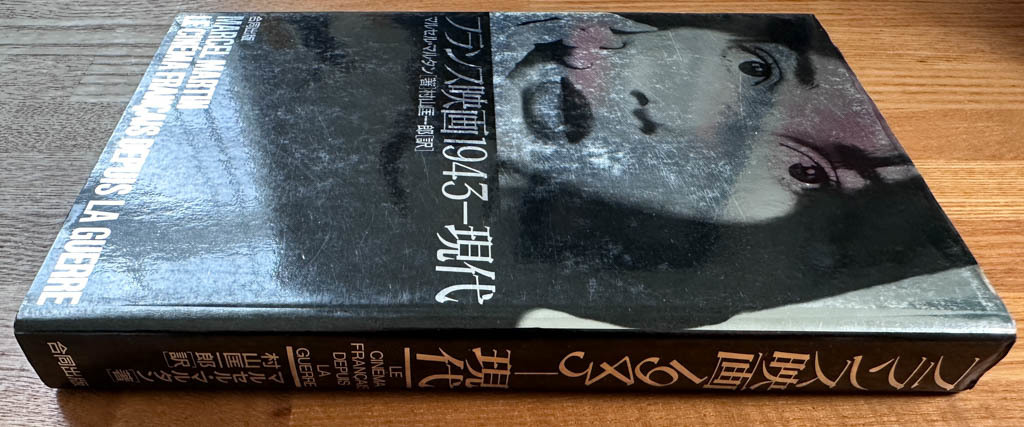 フランス映画1943—現代
マルセル・マルタン[著]村山匡一郎[訳]
合同出版
MARCEL MARTIN
LE CINEMA FRANÇAIS DEPUIS LA GUERRE
フランス映画1943—現代
LE
CINEMA
FRANÇAIS
DEPUIS
LA
GUERRE
マルセル・マルタン[著]
村山匡一郎[訳]
合同出版